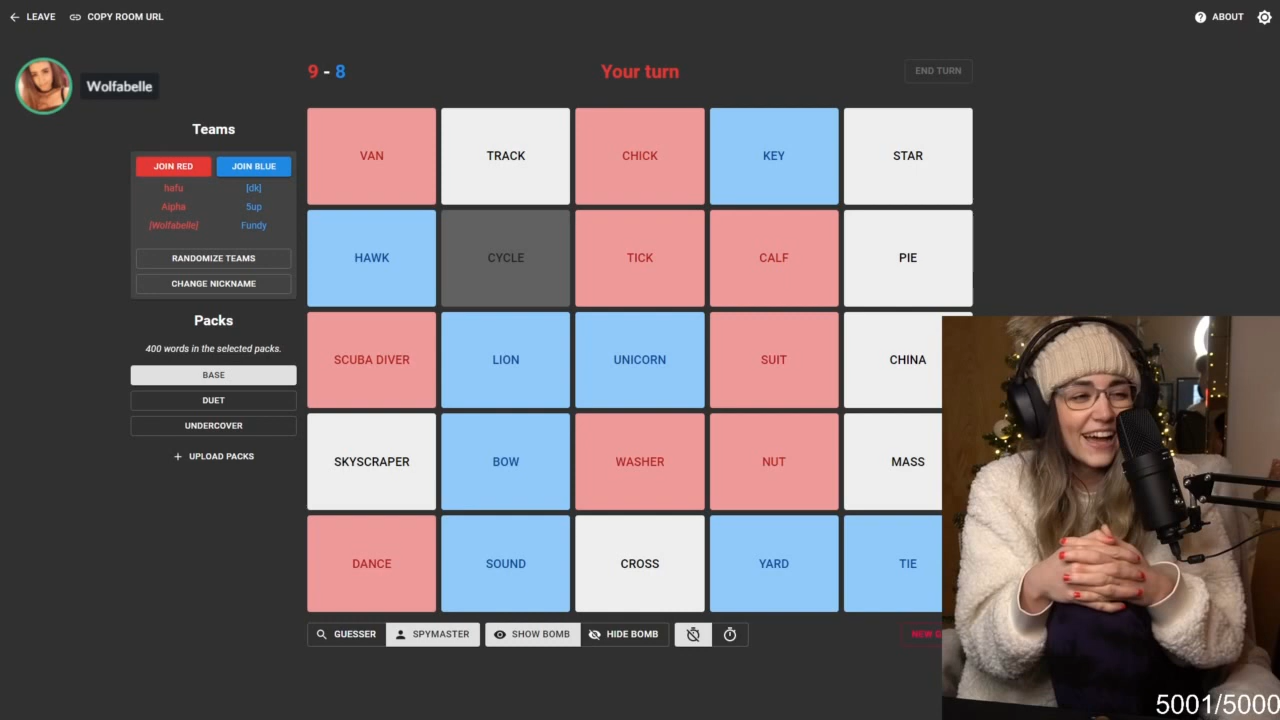 LEAVE
COPY ROOM URL
ABOUT
Wolfabelle
9 - 8
Your turn
END TURN
Teams
JOIN RED
JOIN BLUE
hafu
[dk]
Alpha
5up
[Wolfabelle]
Fundy
RANDOMIZE TEAMS
CHANGE NICKNAME
Packs
400 words in the selected packs.
BASE
DUET
UNDERCOVER
+ UPLOAD PACKS
VAN
TRACK
CHICK
KEY
STAR
HAWK
CYCLE
TICK
CALF
PIE
SCUBA DIVER
LION
UNICORN
SUIT
CHINA
SKYSCRAPER
BOW
WASHER
NUT
MASS
DANCE
SOUND
CROSS
YARD
TIE
GUESSER
SPYMASTER
SHOW BOMB
HIDE BOMB
NEW
5001/5000